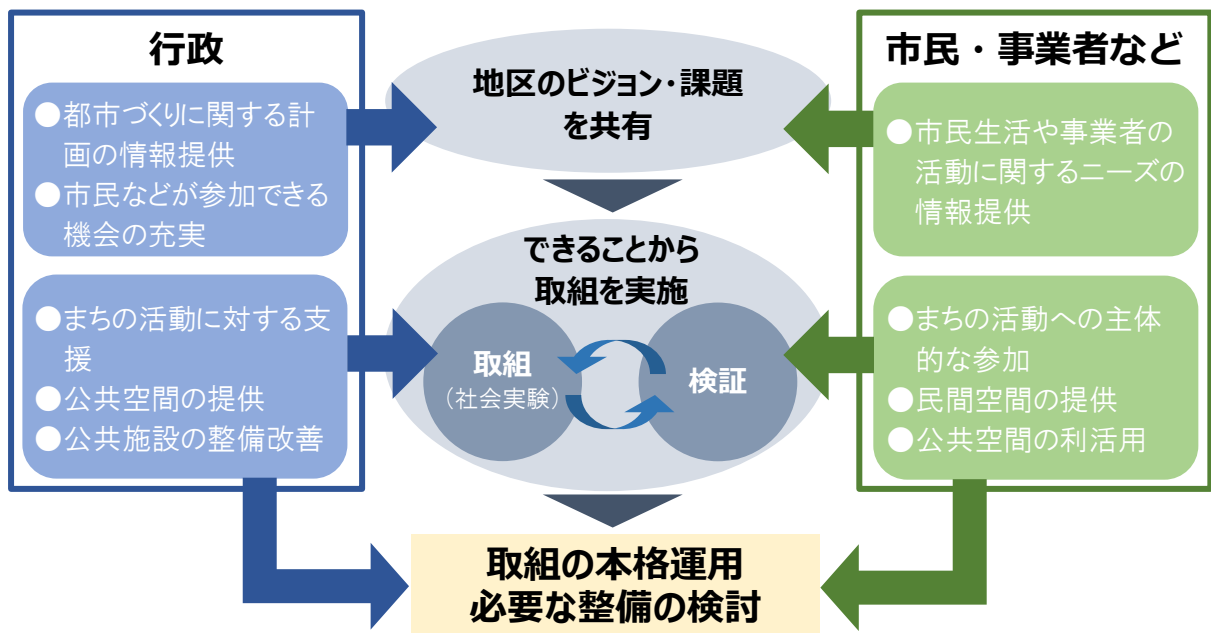 行政
●都市づくりに関する計
画の情報提供
●市民などが参加できる
機会の充実
●まちの活動に対する支
援
●公共空間の提供
●公共施設の整備改善
地区のビジョン・課題
を共有
できることから
取組を実施
取組
（社会実験）
検証
取組の本格運用
必要な整備の検討
市民・事業者など
●市民生活や事業者の
活動に関するニーズの
情報提供
●まちの活動への主体
的な参加
●民間空間の提供
●公共空間の利活用